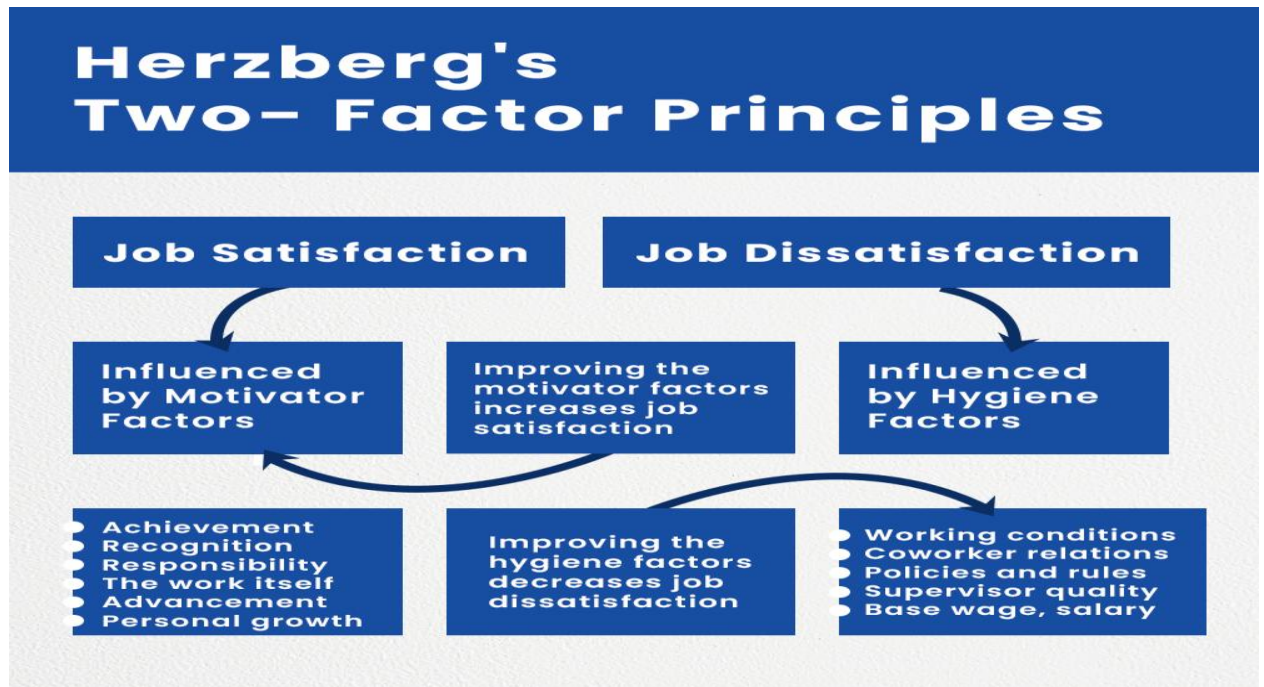 Herzberg's
Two- Factor Principles
Job Satisfaction
Job Dissatisfaction
Influenced
by Motivator
Factors
Improving the
motivator factors
increases job
satisfaction
Influenced
by Hygiene
Factors
Achievement
Recognition
Responsibility
The work itself
Advancement
Personal growth
Improving the
hygiene factors
decreases job
dissatisfaction
Working conditions
Coworker relations
Policies and rules
Supervisor quality
Base wage, salary